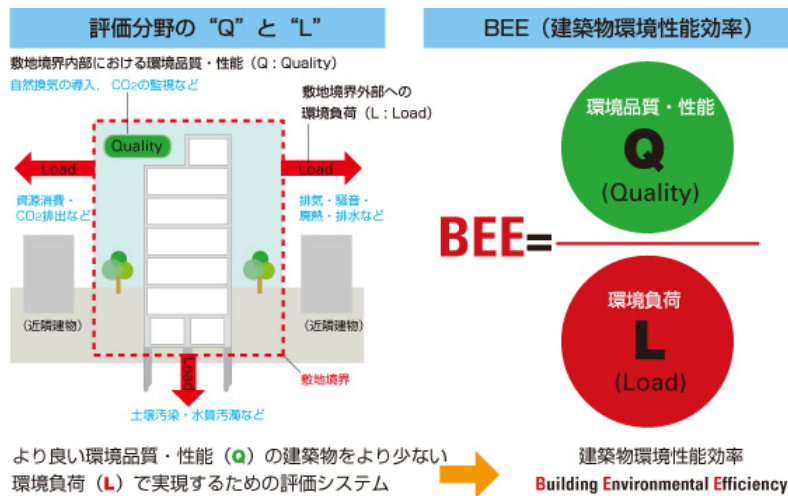 評価分野の“Q”と“L”
敷地境界内部における環境品質・性能（Q：Quality）
自然換気の導入，CO₂の監視など
敷地境界外部への
環境負荷（L：Load）
Quality
Load
Load
資源消費・
CO₂排出など
排気・騒音・
廃熱・排水など
（近隣建物）
（近隣建物）
Load
敷地境界
土壌汚染・水質汚濁など
より良い環境品質・性能（Q）の建築物をより少ない
環境負荷（L）で実現するための評価システム
BEE（建築物環境性能効率）
環境品質・性能
Q
(Quality)
BEE=
環境負荷
L
(Load)
建築物環境性能効率
Building Environmental Efficiency